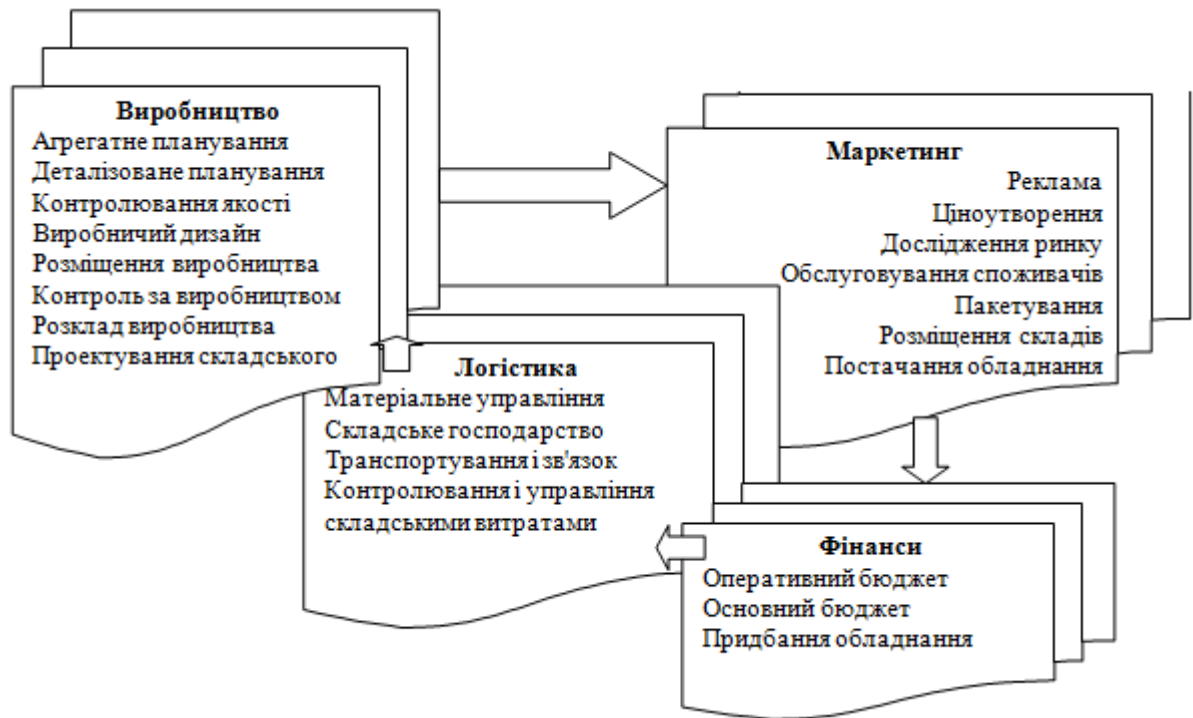 Виробництво
Агрегатне планування
Деталізоване планування
Контролювання якості
Виробничий дизайн
Розміщення виробництва
Контроль за виробництвом
Розклад виробництва
Проектування складського
Маркетинг
Реклама
Ціноутворення
Дослідження ринку
Обслуговування споживачів
Пакетування
Розміщення складів
Постачання обладнання
Логістика
Матеріальне управління
Складське господарство
Транспортування і зв'язок
Контролювання і управління
складськими витратами
Фінанси
Оперативний бюджет
Основний бюджет
Придбання обладнання